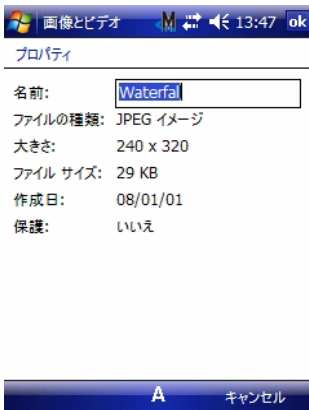 画像とビデオ 13:47 ok
プロパティ
名前: Waterfal
ファイルの種類: JPEG イメージ
大きさ: 240 x 320
ファイル サイズ: 29 KB
作成日: 08/01/01
保護: いいえ
A キャンセル